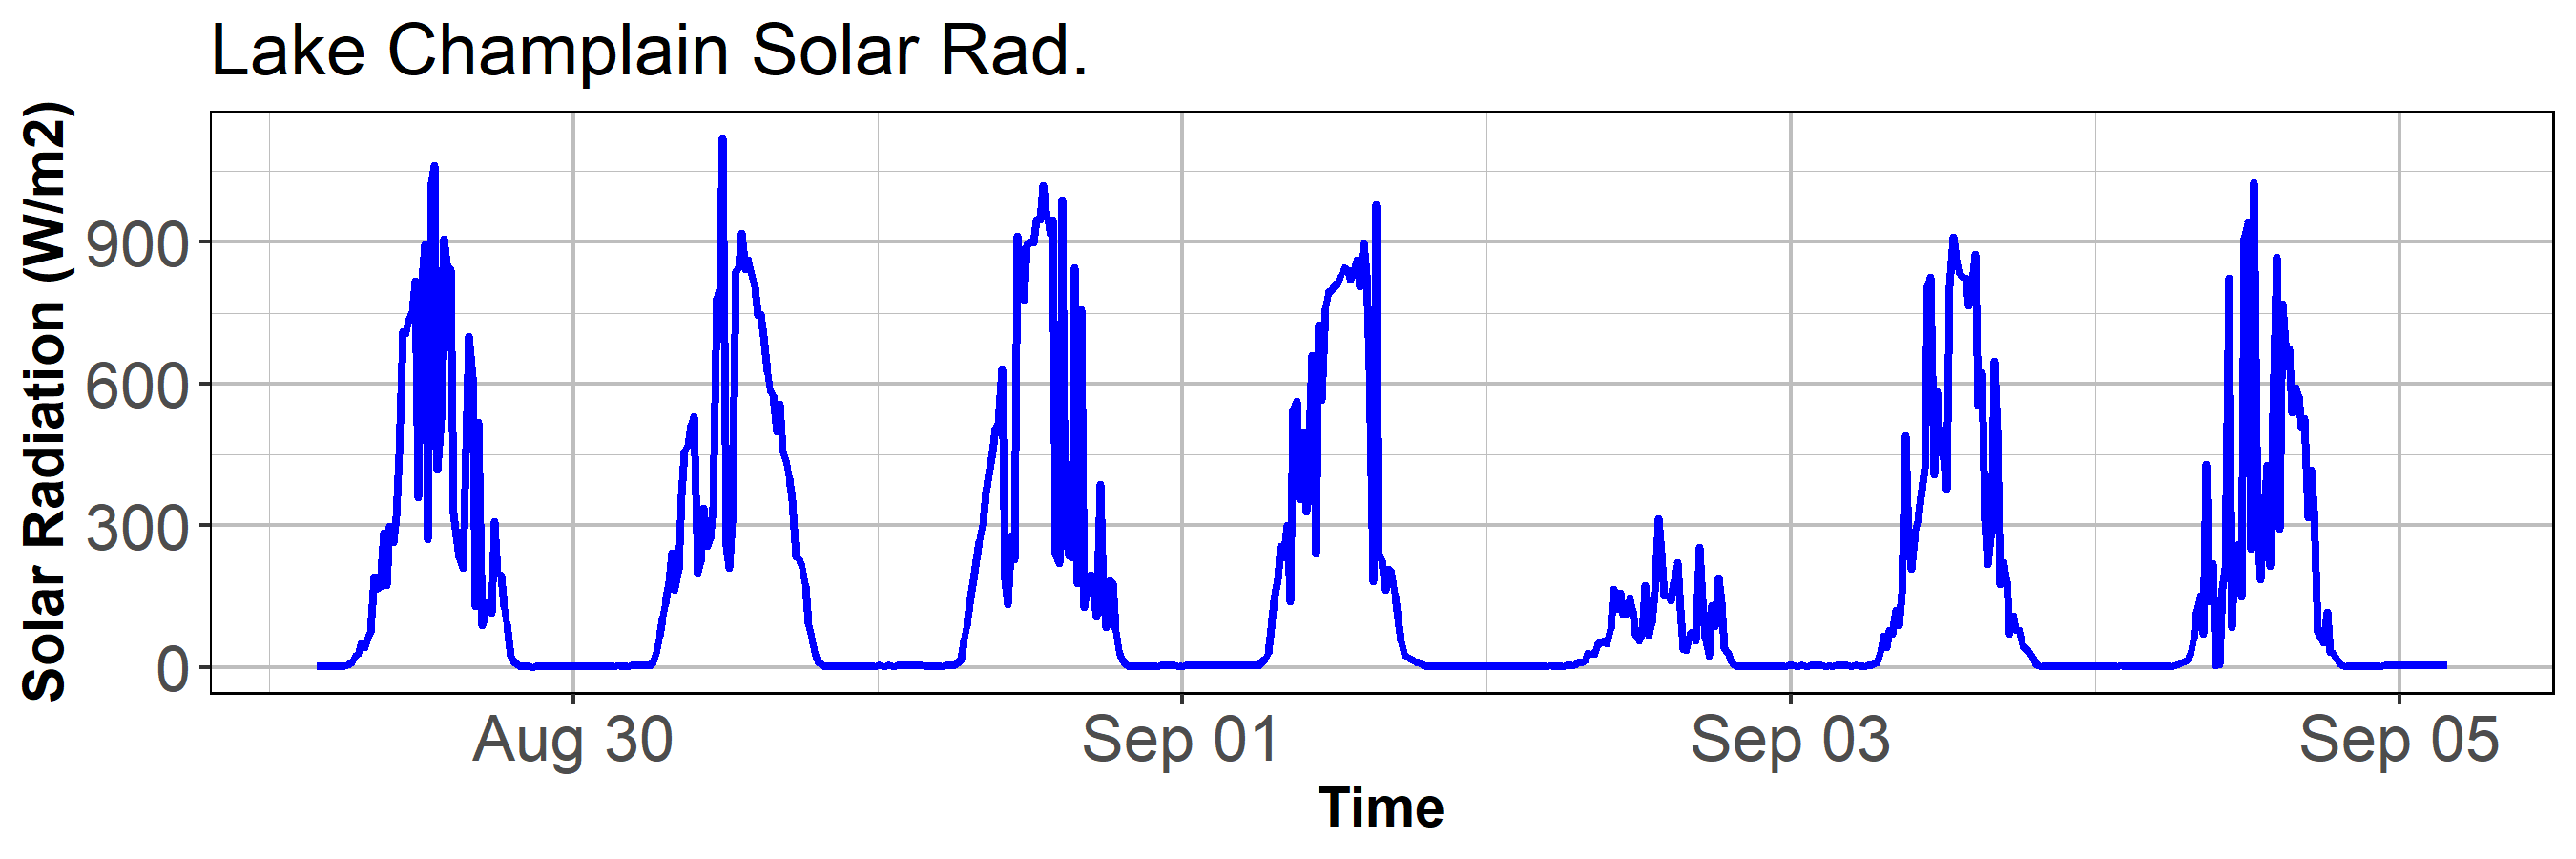 Lake Champlain Solar Rad.
Solar Radiation (W/m2)
900
600
300
0
Aug 30
Sep 01
Sep 03
Sep 05
Time